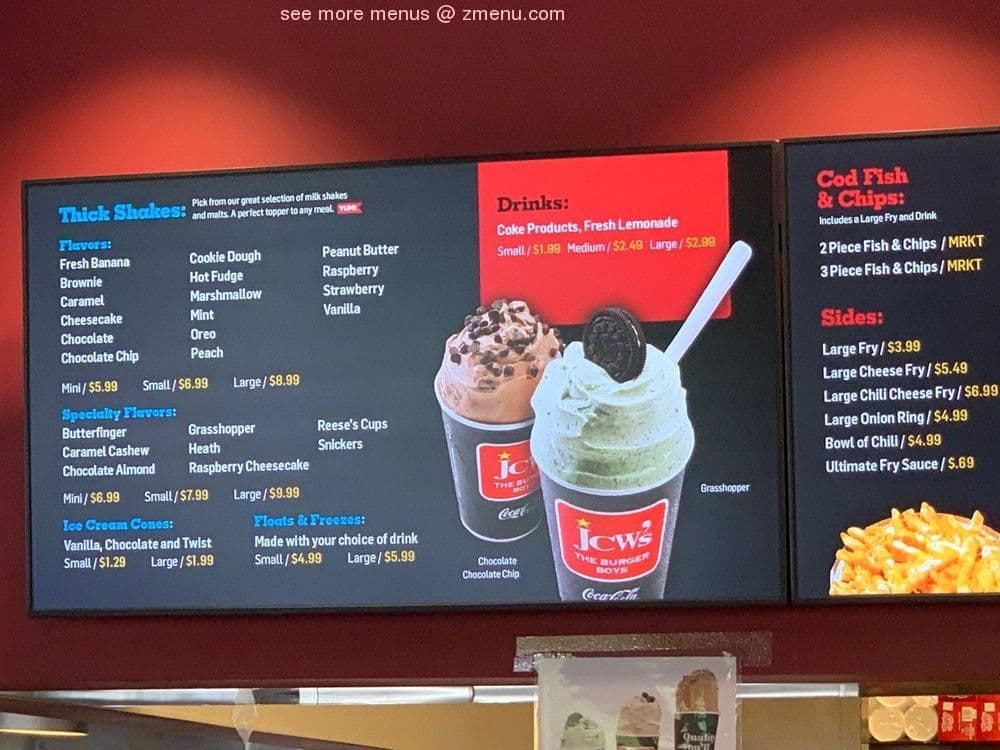 see more menus @ zmenu.com
Thick Shakes: Pick from our great selection of milk shakes
and malts. A perfect topper to any meal. YUM!
Flavors:
Fresh Banana
Brownie
Caramel
Cheesecake
Chocolate
Chocolate Chip
Cookie Dough
Hot Fudge
Marshmallow
Mint
Oreo
Peach
Peanut Butter
Raspberry
Strawberry
Vanilla
Mini / $5.99 Small / $6.99 Large / $8.99
Specialty Flavors:
Butterfinger
Caramel Cashew
Chocolate Almond
Grasshopper
Heath
Raspberry Cheesecake
Reese's Cups
Snickers
Mini / $6.99 Small / $7.99 Large / $9.99
Ice Cream Cones:
Vanilla, Chocolate and Twist
Small / $1.29 Large / $1.99
Floats & Freezes:
Made with your choice of drink
Small / $4.99 Large / $5.99
Drinks:
Coke Products, Fresh Lemonade
Small / $1.99 Medium / $2.49 Large / $2.99
JC
THE BUR
BOY
Coca
Chocolate
Chocolate Chip
JCW's
THE BURGER
BOYS
Coca-Cola
Grasshopper
Cod Fish
& Chips:
Includes a Large Fry and Drink
2 Piece Fish & Chips / MRKT
3 Piece Fish & Chips / MRKT
Sides:
Large Fry / $3.99
Large Cheese Fry / $5.49
Large Chili Cheese Fry / $6.99
Large Onion Ring / $4.99
Bowl of Chili / $4.99
Ultimate Fry Sauce / $.69